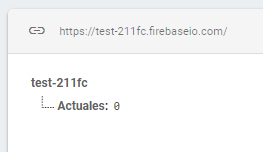 https://test-211fc.firebaseio.com/
test-211fc
Actuales: 0